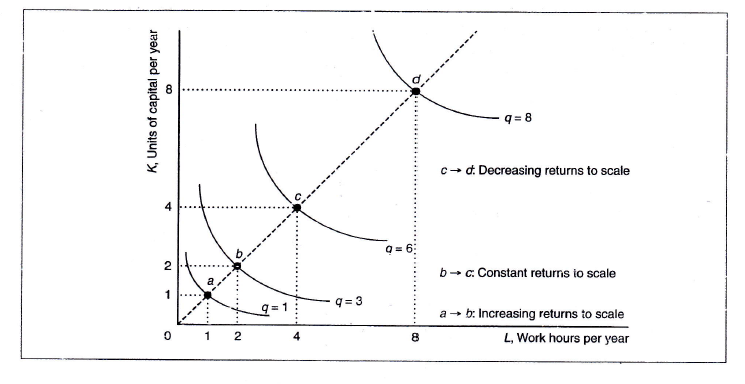 K, Units of capital per year
8
d
q = 8
c → d: Decreasing returns to scale
4
c
q = 6
2
b
b → c: Constant returns to scale
1
a
q = 1
q = 3
a → b: Increasing returns to scale
0
1
2
4
8
L, Work hours per year